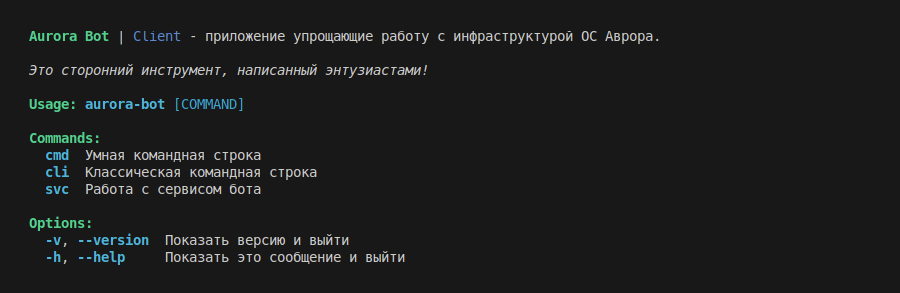 Aurora Bot | Client - приложение упрощающие работу с инфраструктурой ОС Аврора.
Это сторонний инструмент, написанный энтузиастами!
Usage: aurora-bot [COMMAND]
Commands:
cmd  Умная командная строка
cli  Классическая командная строка
svc  Работа с сервисом бота
Options:
-v, --version  Показать версию и выйти
-h, --help     Показать это сообщение и выйти